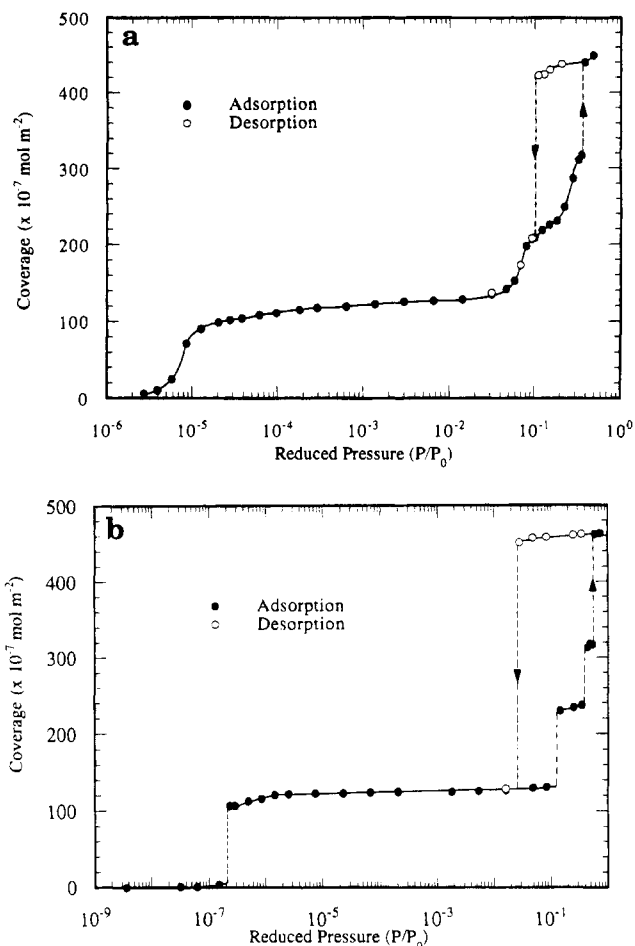 a
500
400
300
200
100
0
Coverage (x 10⁻⁷ mol m⁻²)
Adsorption
Desorption
10⁻⁶
10⁻⁵
10⁻⁴
10⁻³
10⁻²
10⁻¹
10⁰
Reduced Pressure (P/P₀)
b
500
400
300
200
100
0
Coverage (x 10⁻⁷ mol m⁻²)
Adsorption
Desorption
10⁻⁹
10⁻⁷
10⁻⁵
10⁻³
10⁻¹
Reduced Pressure (P/P₀)